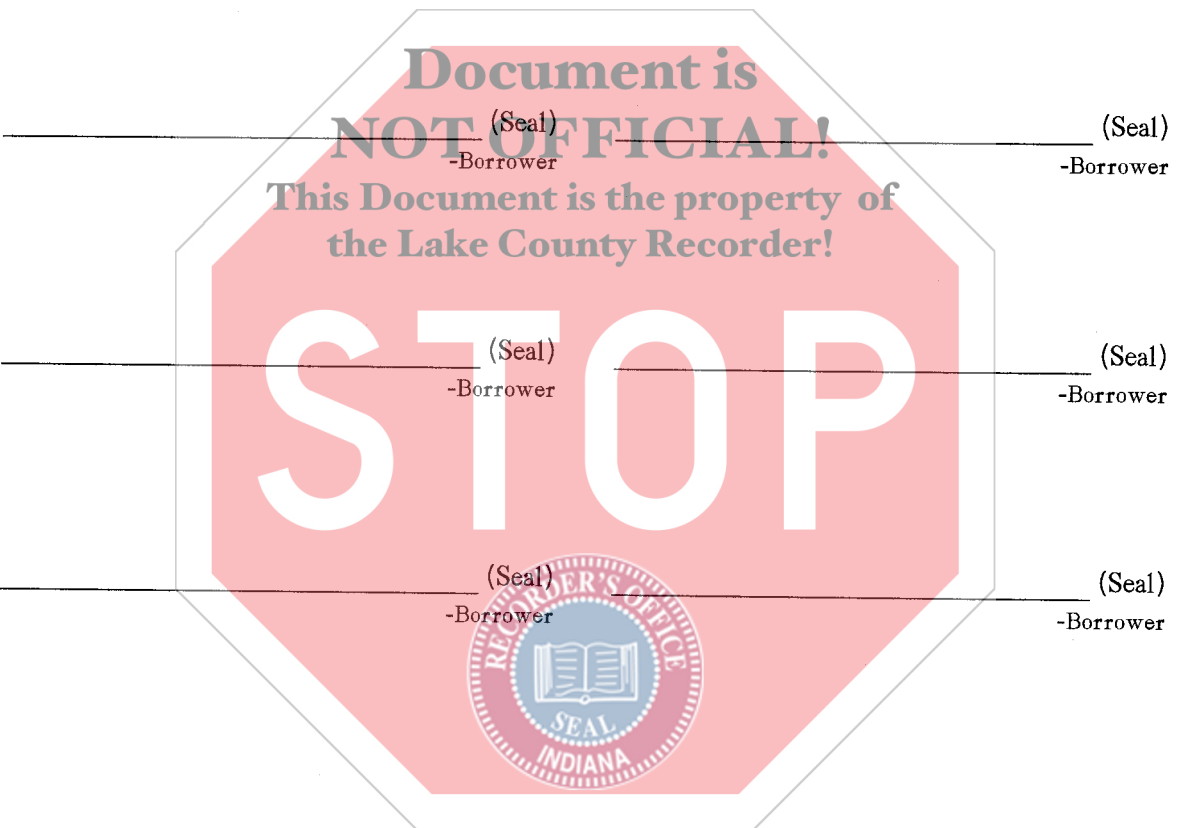 Document is
NOT OFFICIAL!
(Seal) (Seal)
-Borrower -Borrower
This Document is the property of
the Lake County Recorder!
STOP
(Seal) (Seal)
-Borrower -Borrower
(Seal) (Seal)
-Borrower -Borrower
RECORDER'S OFFICE
SEAL
INDIANA